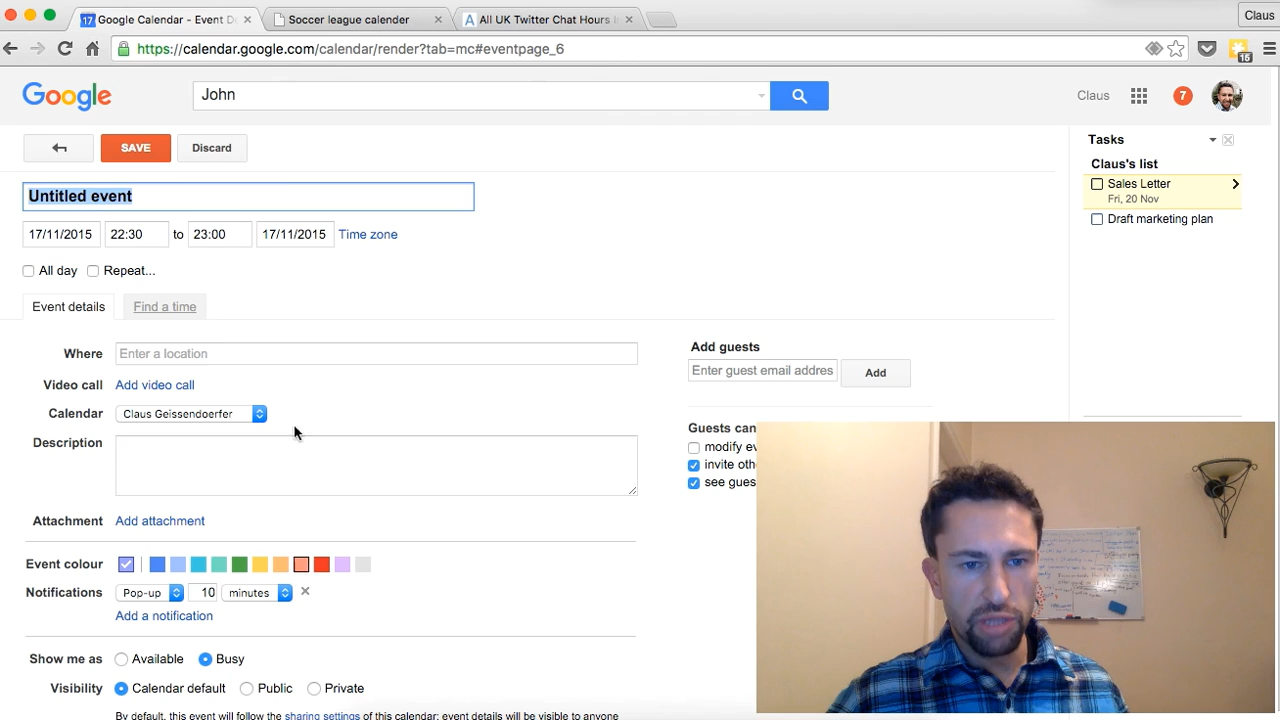 Google Calendar - Event D
Soccer league calender
All UK Twitter Chat Hours i
Claus
https://calendar.google.com/calendar/render?tab=mc#eventpage_6
15
Google
John
Claus
7
SAVE
Discard
Untitled event
17/11/2015 22:30 to 23:00 17/11/2015 Time zone
All day Repeat...
Event details Find a time
Where Enter a location
Video call Add video call
Calendar Claus Geissendoerfer
Description
Attachment Add attachment
Event colour
Notifications Pop-up 10 minutes
Add a notification
Show me as Available Busy
Visibility Calendar default Public Private
By default, this event will follow the sharing settings of this calendar: event details will be visible to anyone
Add guests
Enter guest email addres Add
Guests can
modify ev
invite oth
see gues
Tasks
Claus's list
Sales Letter
Fri, 20 Nov
Draft marketing plan